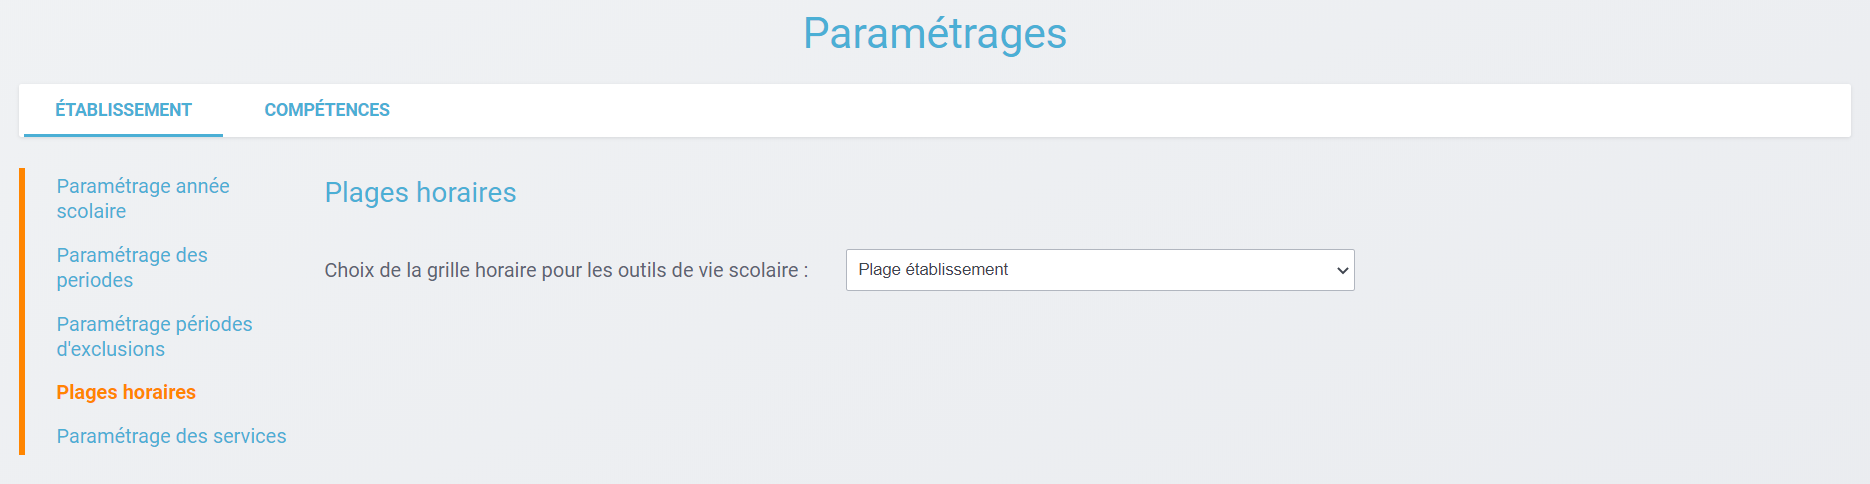 Paramétrages
ÉTABLISSEMENT COMPÉTENCES
Paramétrage année
scolaire
Paramétrage des
periodes
Paramétrage périodes
d'exclusions
Plages horaires
Paramétrage des services
Plages horaires
Choix de la grille horaire pour les outils de vie scolaire : Plage établissement